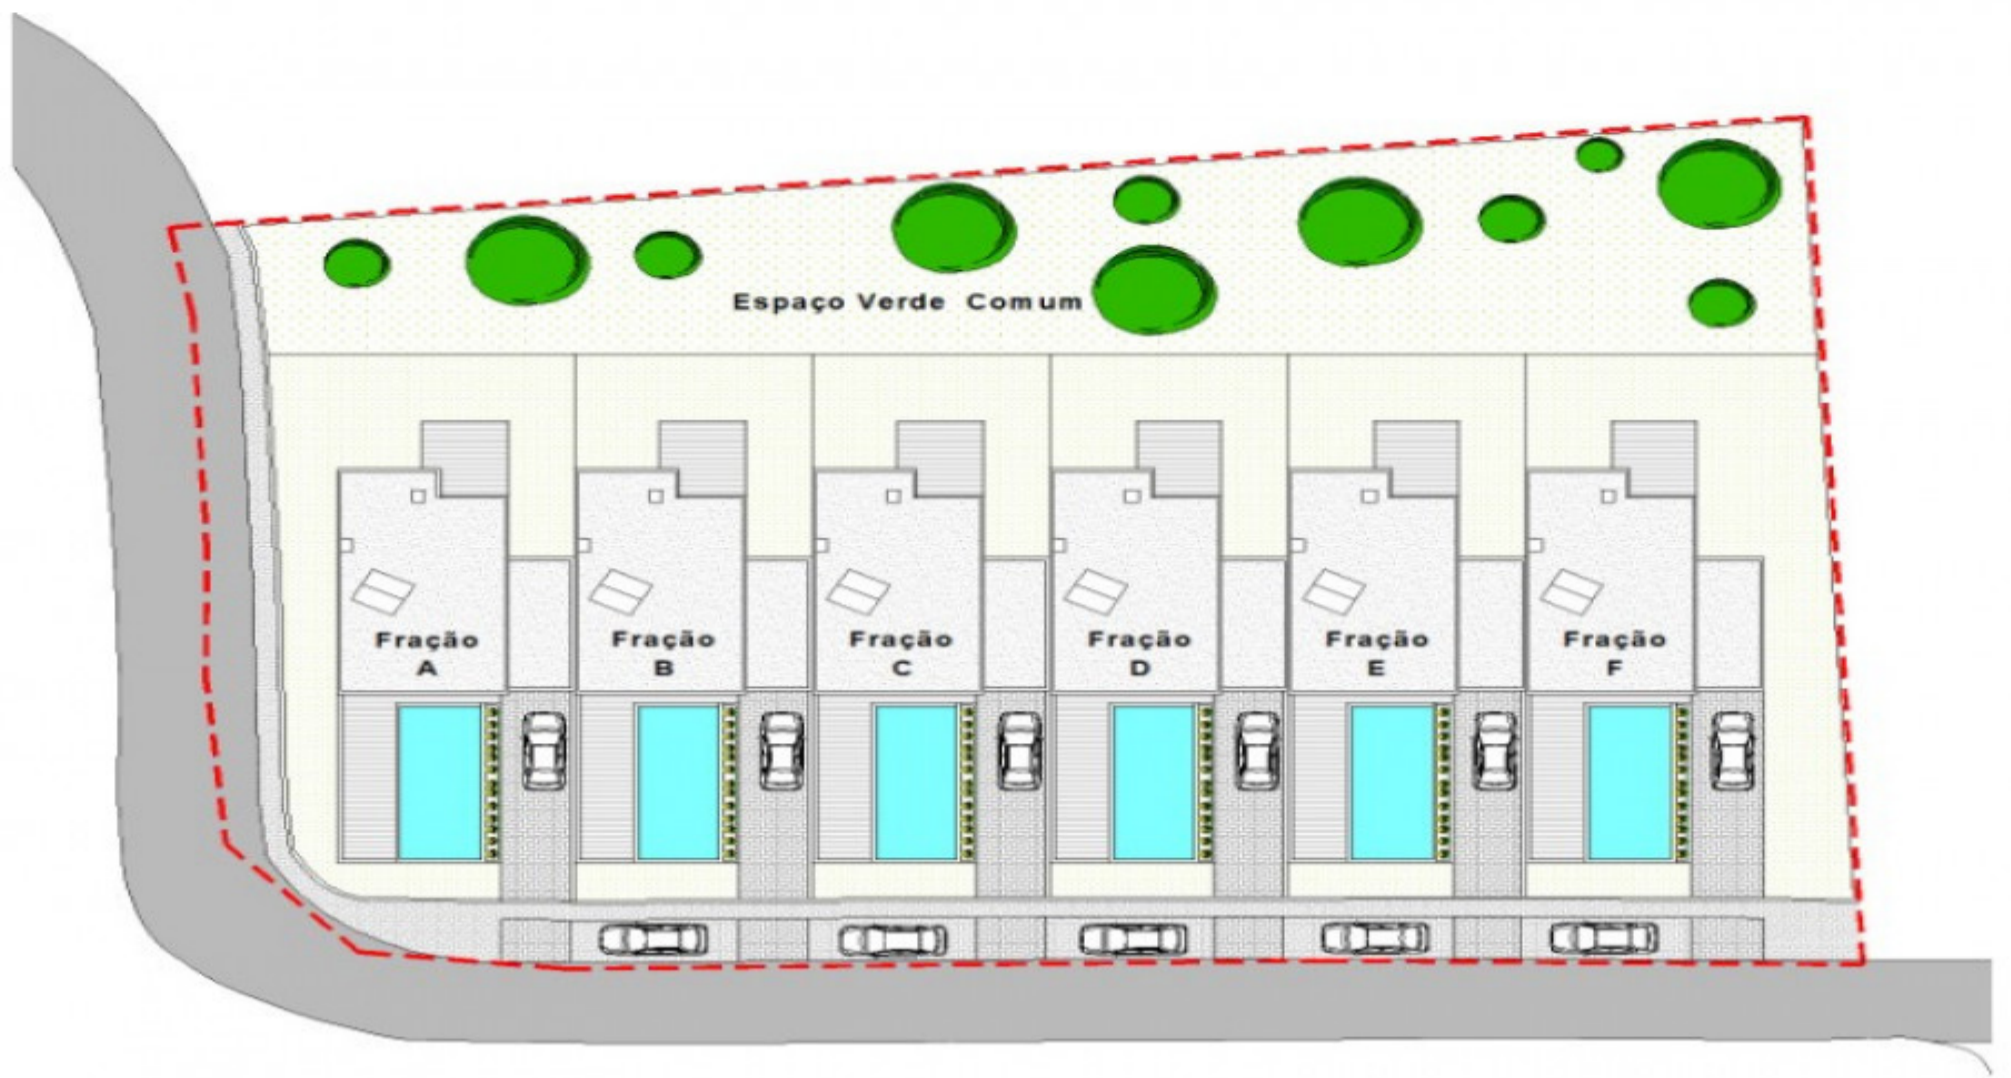 Espaço Verde Comum
Fração
A
Fração
B
Fração
C
Fração
D
Fração
E
Fração
F